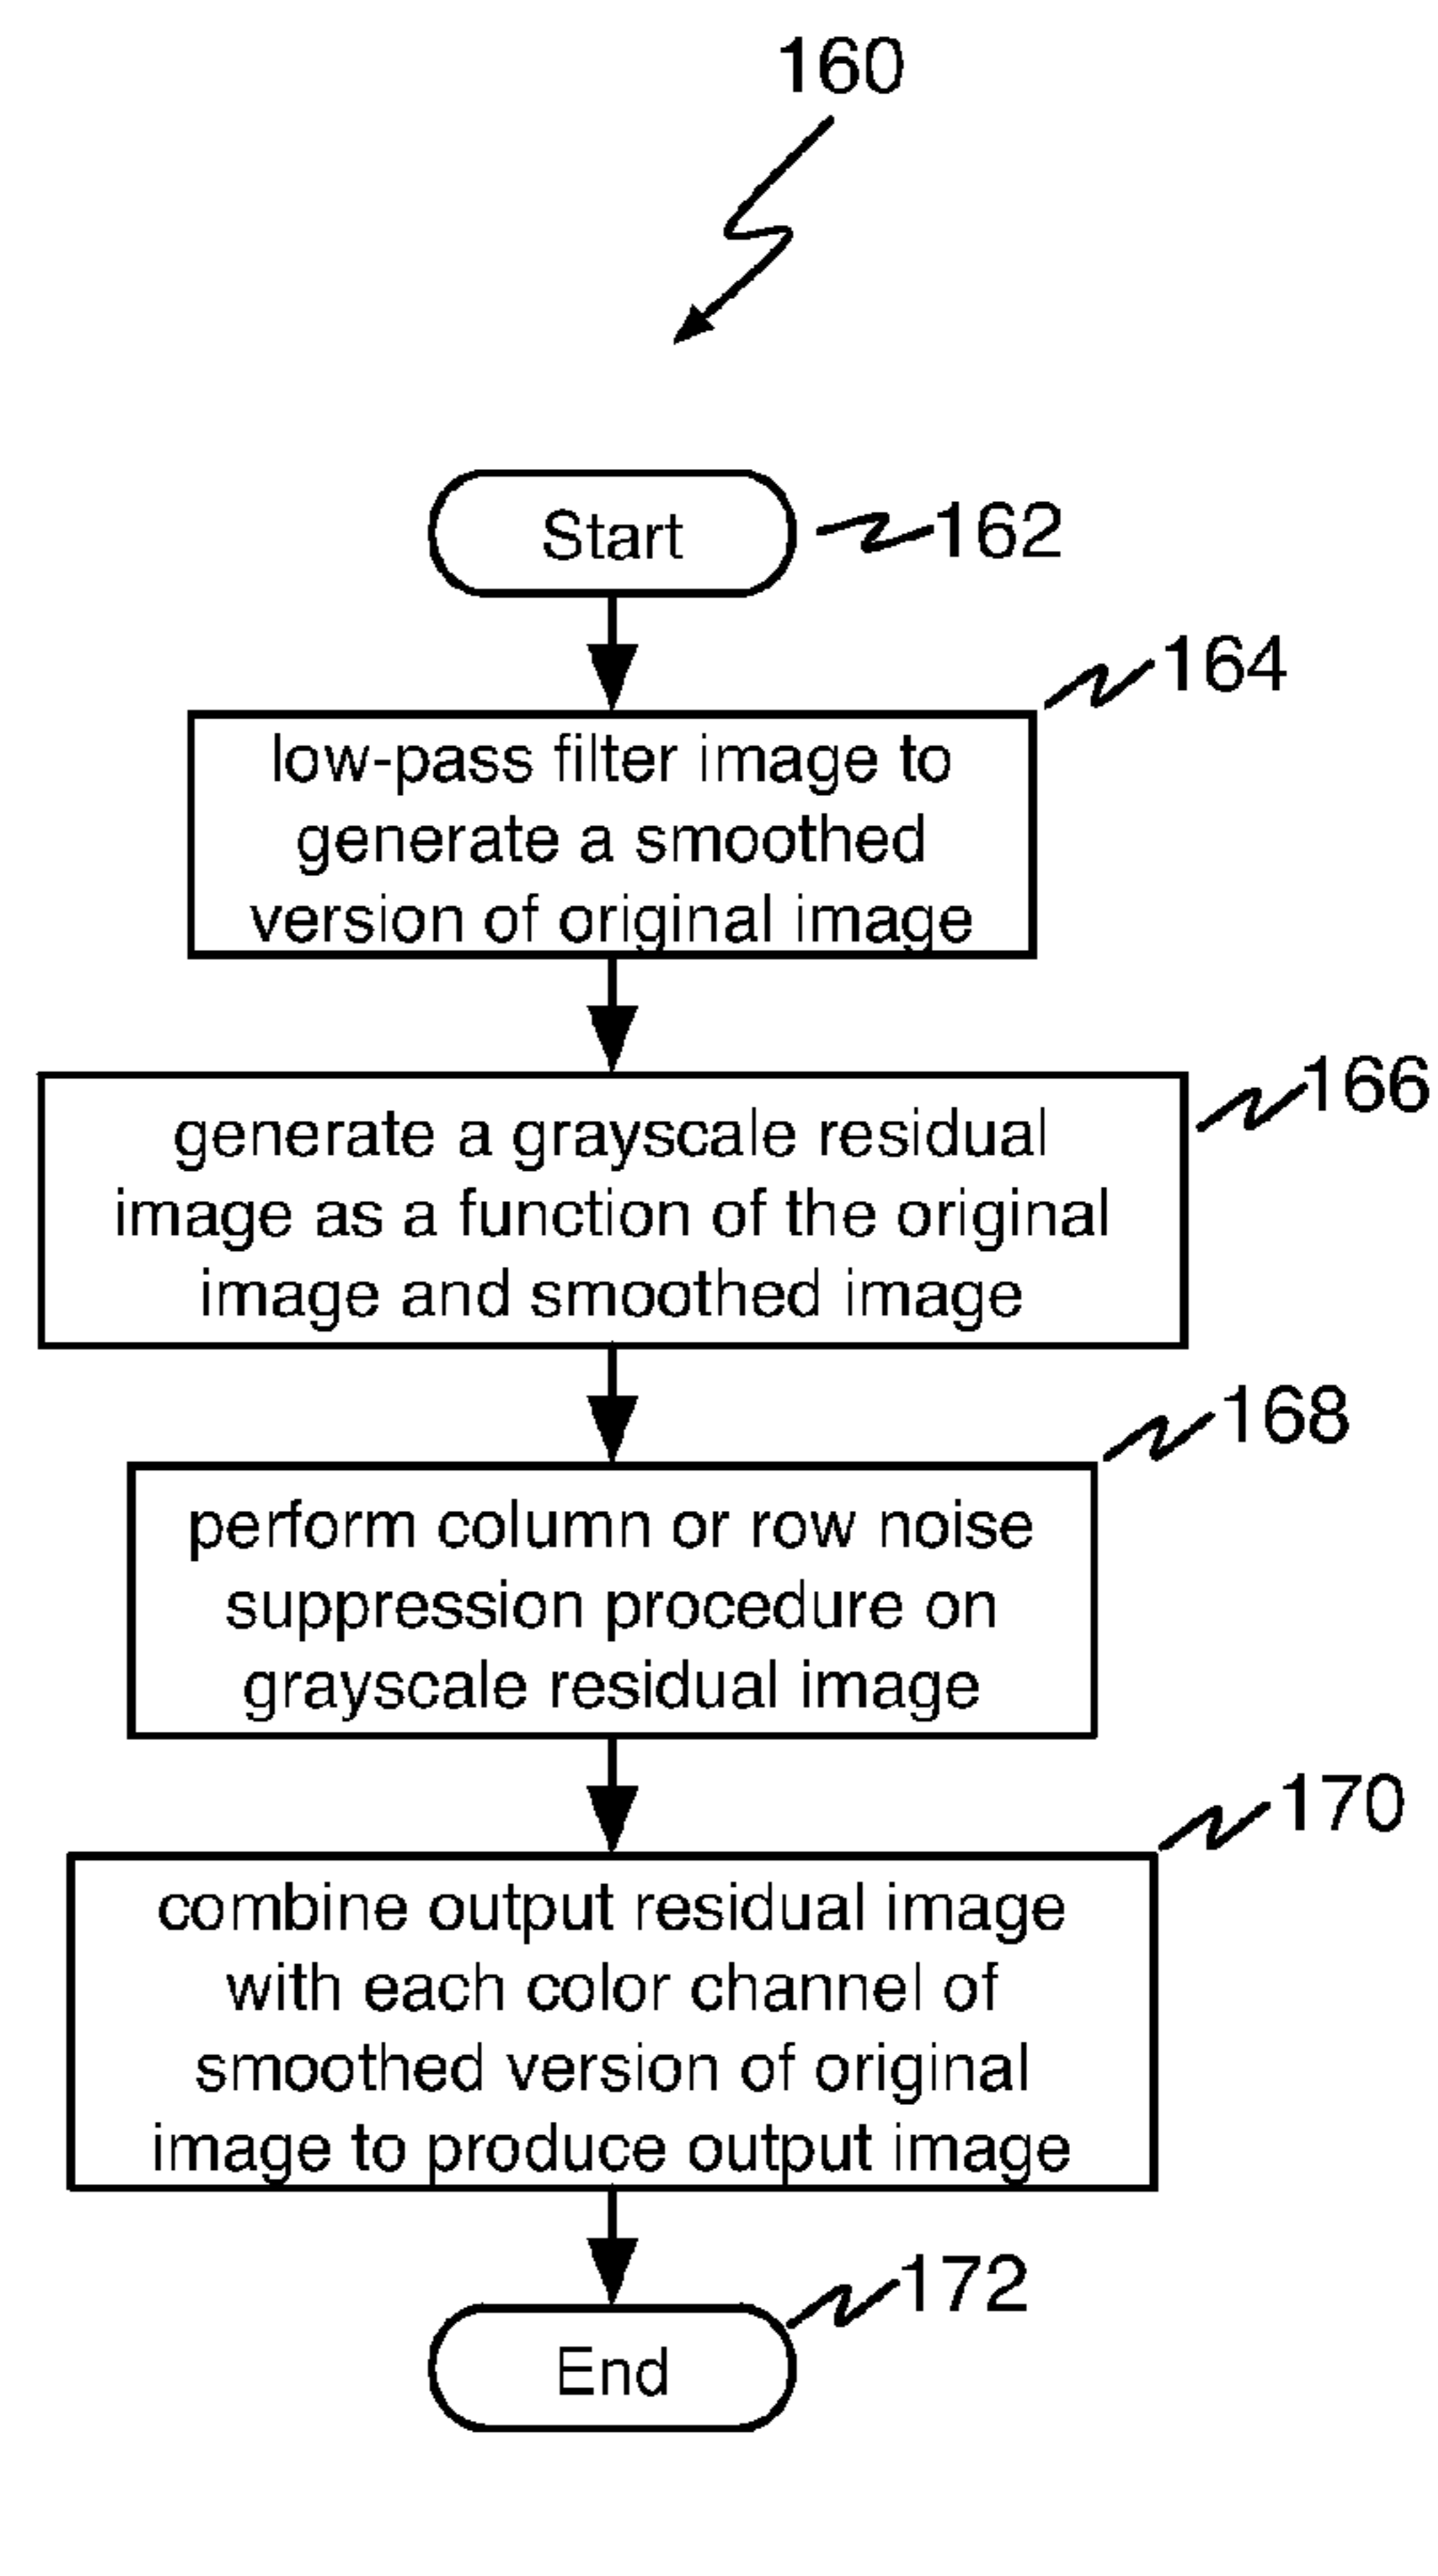 160
Start
162
164
low-pass filter image to
generate a smoothed
version of original image
166
generate a grayscale residual
image as a function of the original
image and smoothed image
168
perform column or row noise
suppression procedure on
grayscale residual image
170
combine output residual image
with each color channel of
smoothed version of original
image to produce output image
172
End